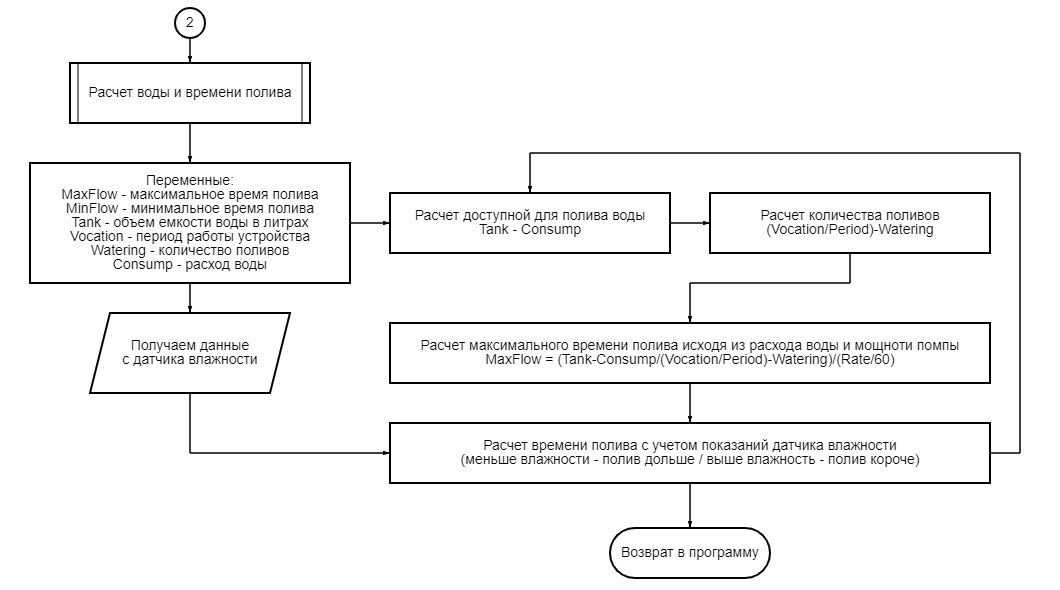 2
Расчет воды и времени полива
Переменные:
MaxFlow - максимальное время полива
MinFlow - минимальное время полива
Tank - объем емкости воды в литрах
Vocation - период работы устройства
Watering - количество поливов
Consump - расход воды
Расчет доступной для полива воды
Tank - Consump
Расчет количества поливов
(Vocation/Period)-Watering
Получаем данные
с датчика влажности
Расчет максимального времени полива исходя из расхода воды и мощноти помпы
MaxFlow = (Tank-Consump/(Vocation/Period)-Watering)/(Rate/60)
Расчет времени полива с учетом показаний датчика влажности
(меньше влажности - полив дольше / выше влажность - полив короче)
Возврат в программу